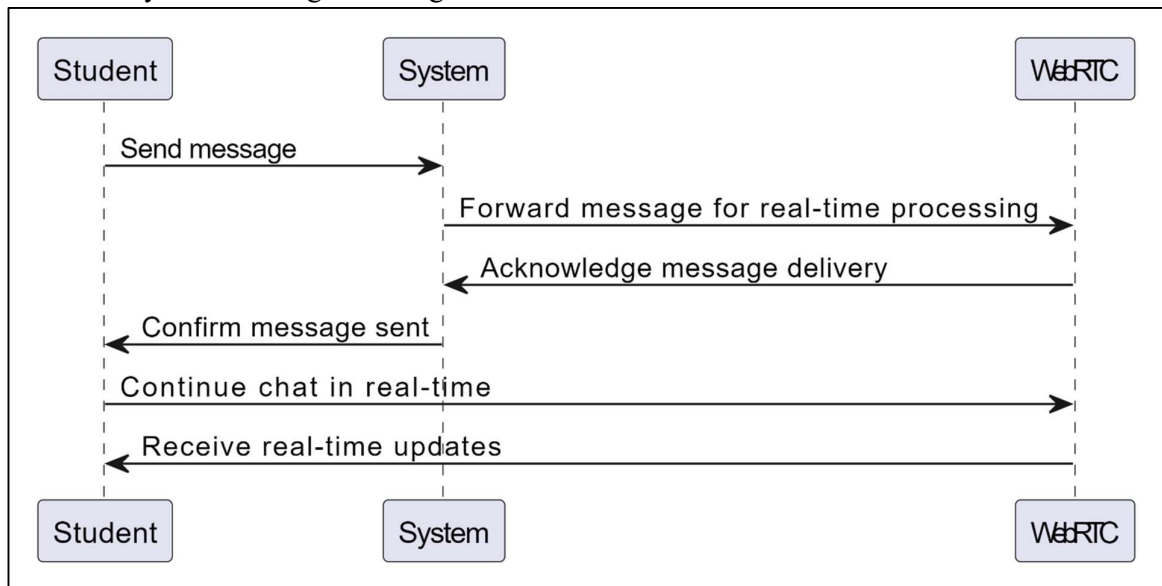 Student System WebRTC
Send message
Forward message for real-time processing
Acknowledge message delivery
Confirm message sent
Continue chat in real-time
Receive real-time updates
Student System WebRTC